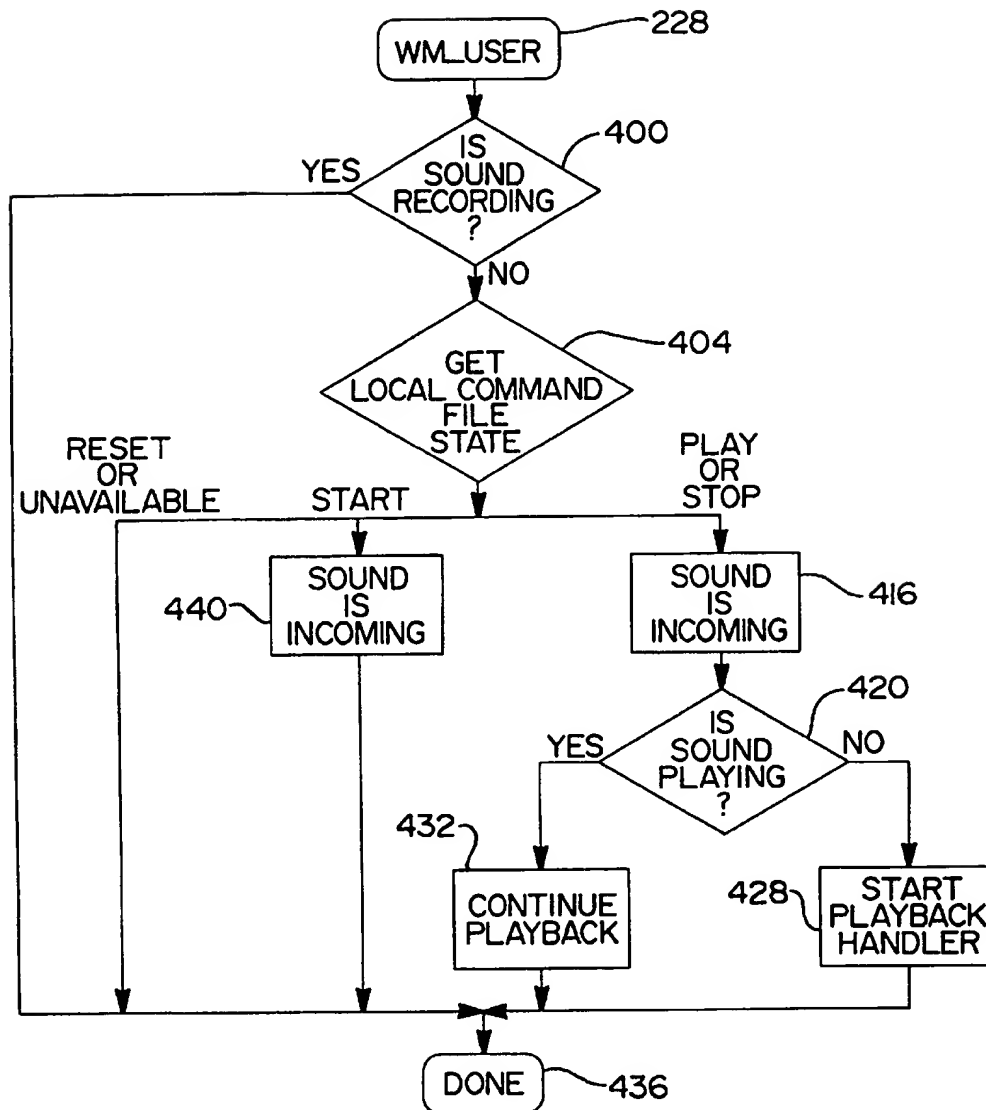 228
WM_USER
400
YES
IS
SOUND
RECORDING
?
NO
404
GET
LOCAL COMMAND
FILE
STATE
RESET
OR
UNAVAILABLE
START
PLAY
OR
STOP
440
SOUND
IS
INCOMING
SOUND
IS
INCOMING
416
420
YES
IS
SOUND
PLAYING
?
NO
432
CONTINUE
PLAYBACK
428
START
PLAYBACK
HANDLER
DONE
436